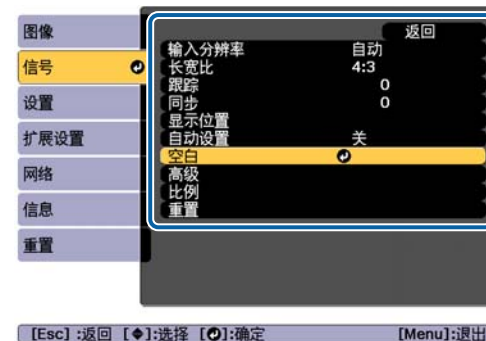 图像
信号
设置
扩展设置
网络
信息
重置
返回
输入分辨率 自动
长宽比 4:3
跟踪 0
同步 0
显示位置
自动设置 关
空白
高级
比例
重置
[Esc] :返回 [◆]:选择 [↵]:确定 [Menu]:退出